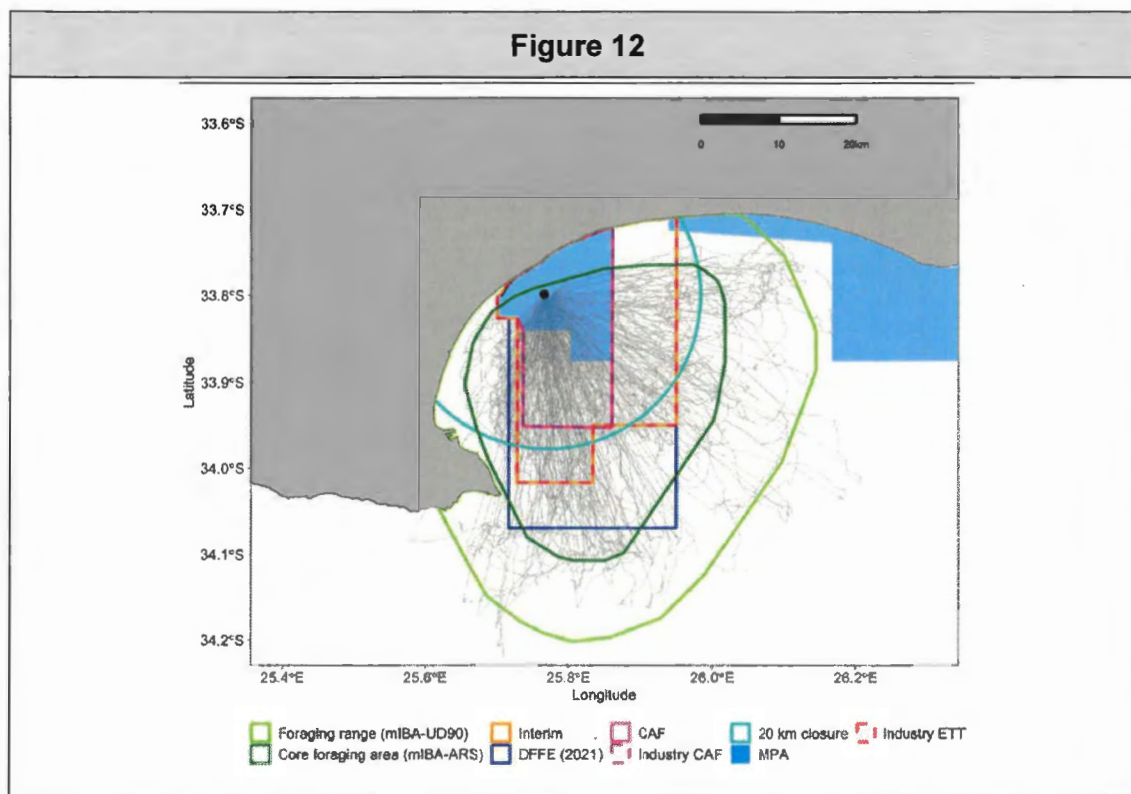 Figure 12
33.6°S
33.7°S
33.8°S
33.9°S
34.0°S
34.1°S
34.2°S
Latitude
0 10 20km
25.4°E 25.6°E 25.8°E 26.0°E 26.2°E
Longitude
Foraging range (mIBA-UD90) Interim CAF 20 km closure Industry ETT
Core foraging area (mIBA-ARS) DFFE (2021) Industry CAF MPA